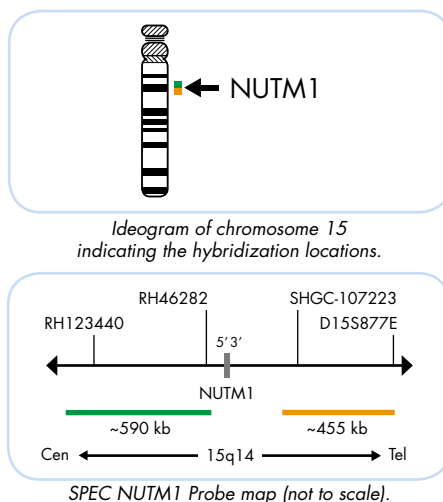 NUTM1
Ideogram of chromosome 15
indicating the hybridization locations.
RH46282 SHGC-107223
RH123440 D15S877E
5' 3'
NUTM1
~590 kb ~455 kb
Cen 15q14 Tel
SPEC NUTM1 Probe map (not to scale).